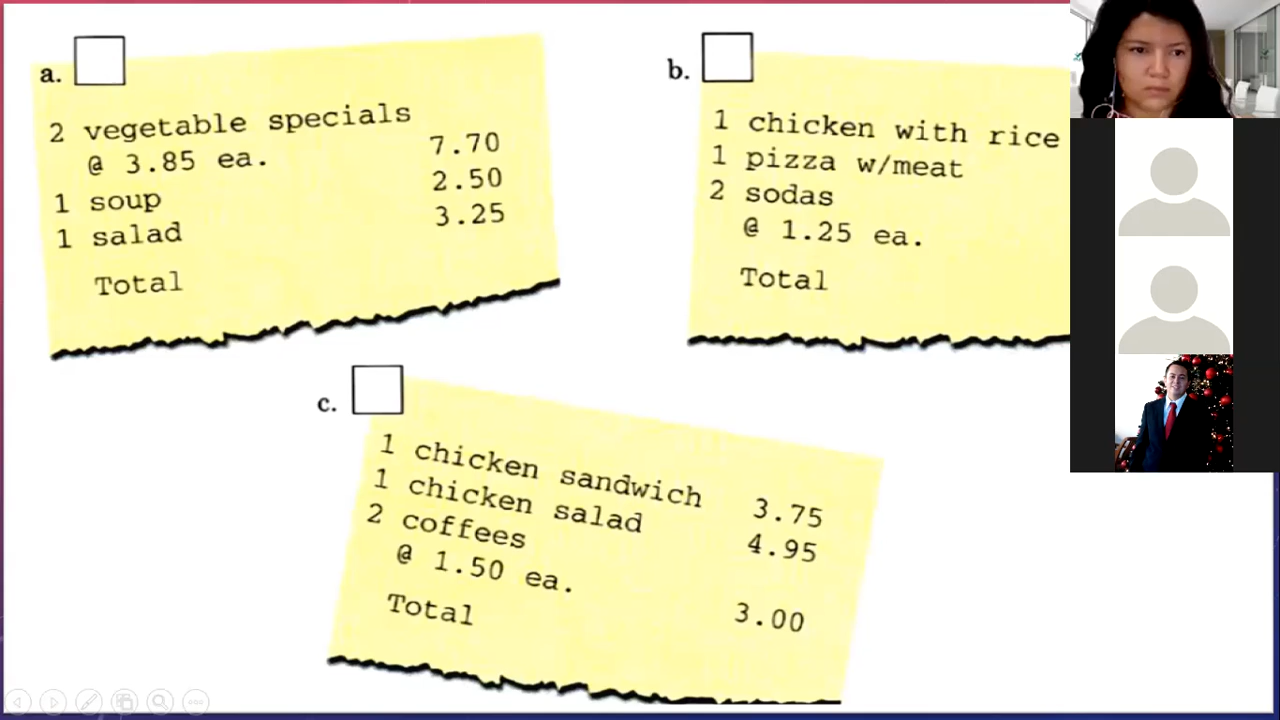 a.
2 vegetable specials
@ 3.85 ea. 7.70
1 soup 2.50
1 salad 3.25
Total
b.
1 chicken with rice
1 pizza w/meat
2 sodas
@ 1.25 ea.
Total
c.
1 chicken sandwich 3.75
1 chicken salad 4.95
2 coffees
@ 1.50 ea. 3.00
Total